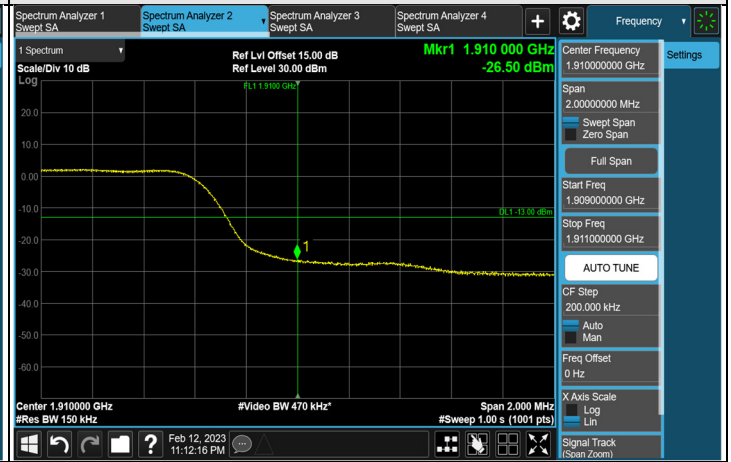 Spectrum Analyzer 1
Swept SA
Spectrum Analyzer 2
Swept SA
Spectrum Analyzer 3
Swept SA
Spectrum Analyzer 4
Swept SA
+
Frequency
1 Spectrum
Scale/Div 10 dB
Log
Ref Lvl Offset 15.00 dB
Ref Level 30.00 dBm
Mkr1 1.910 000 GHz
-26.50 dBm
FL1 1.9100 GHz
20.0
10.0
0.00
-10.0
-20.0
-30.0
-40.0
-50.0
-60.0
DL1 -13.00 dBm
1
Center 1.910000 GHz
#Res BW 150 kHz
#Video BW 470 kHz*
Span 2.000 MHz
#Sweep 1.00 s (1001 pts)
Feb 12, 2023
11:12:16 PM
?
Center Frequency
1.910000000 GHz
Settings
Span
2.00000000 MHz
Swept Span
Zero Span
Full Span
Start Freq
1.909000000 GHz
Stop Freq
1.911000000 GHz
AUTO TUNE
CF Step
200.000 kHz
Auto
Man
Freq Offset
0 Hz
X Axis Scale
Log
Lin
Signal Track
(Span Zoom)